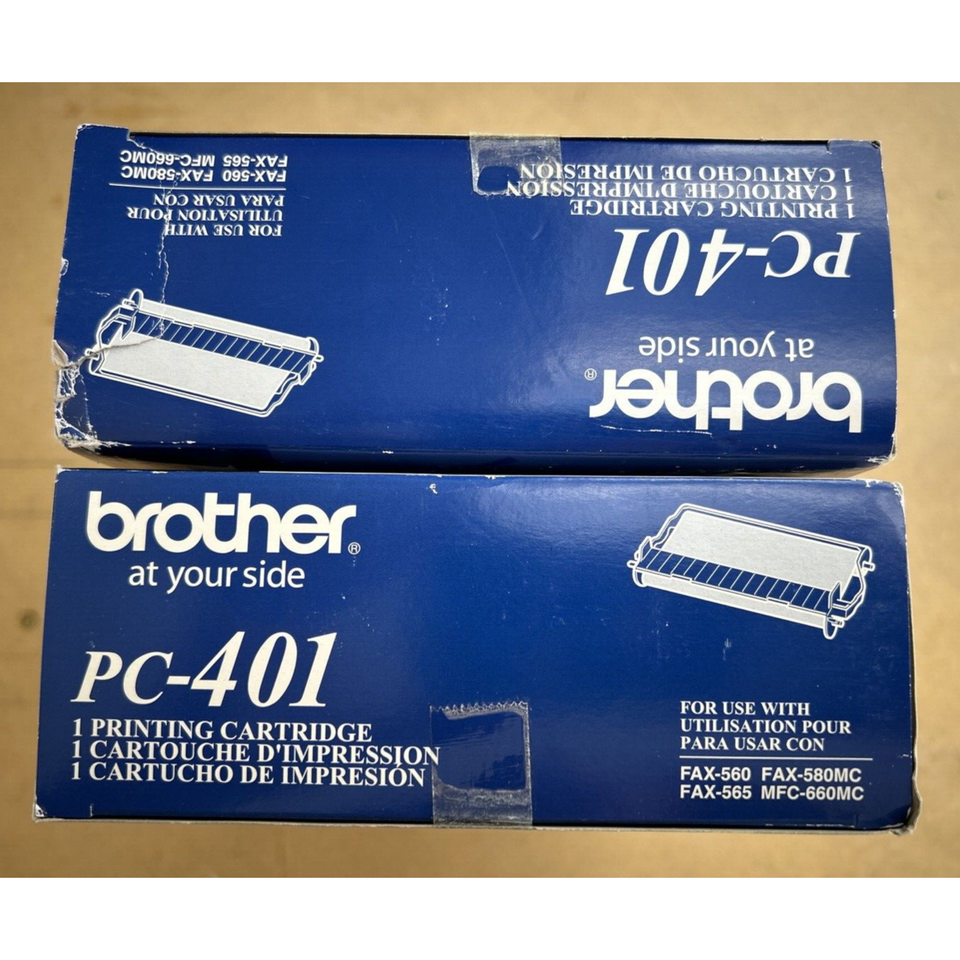 brother®
at your side
PC-401
1 PRINTING CARTRIDGE
1 CARTOUCHE D'IMPRESSION
1 CARTUCHO DE IMPRESIÓN
FOR USE WITH
UTILISATION POUR
PARA USAR CON
FAX-560 FAX-580MC
FAX-565 MFC-660MC
brother®
at your side
PC-401
1 PRINTING CARTRIDGE
1 CARTOUCHE D'IMPRESSION
1 CARTUCHO DE IMPRESIÓN
FOR USE WITH
UTILISATION POUR
PARA USAR CON
FAX-560 FAX-580MC
FAX-565 MFC-660MC